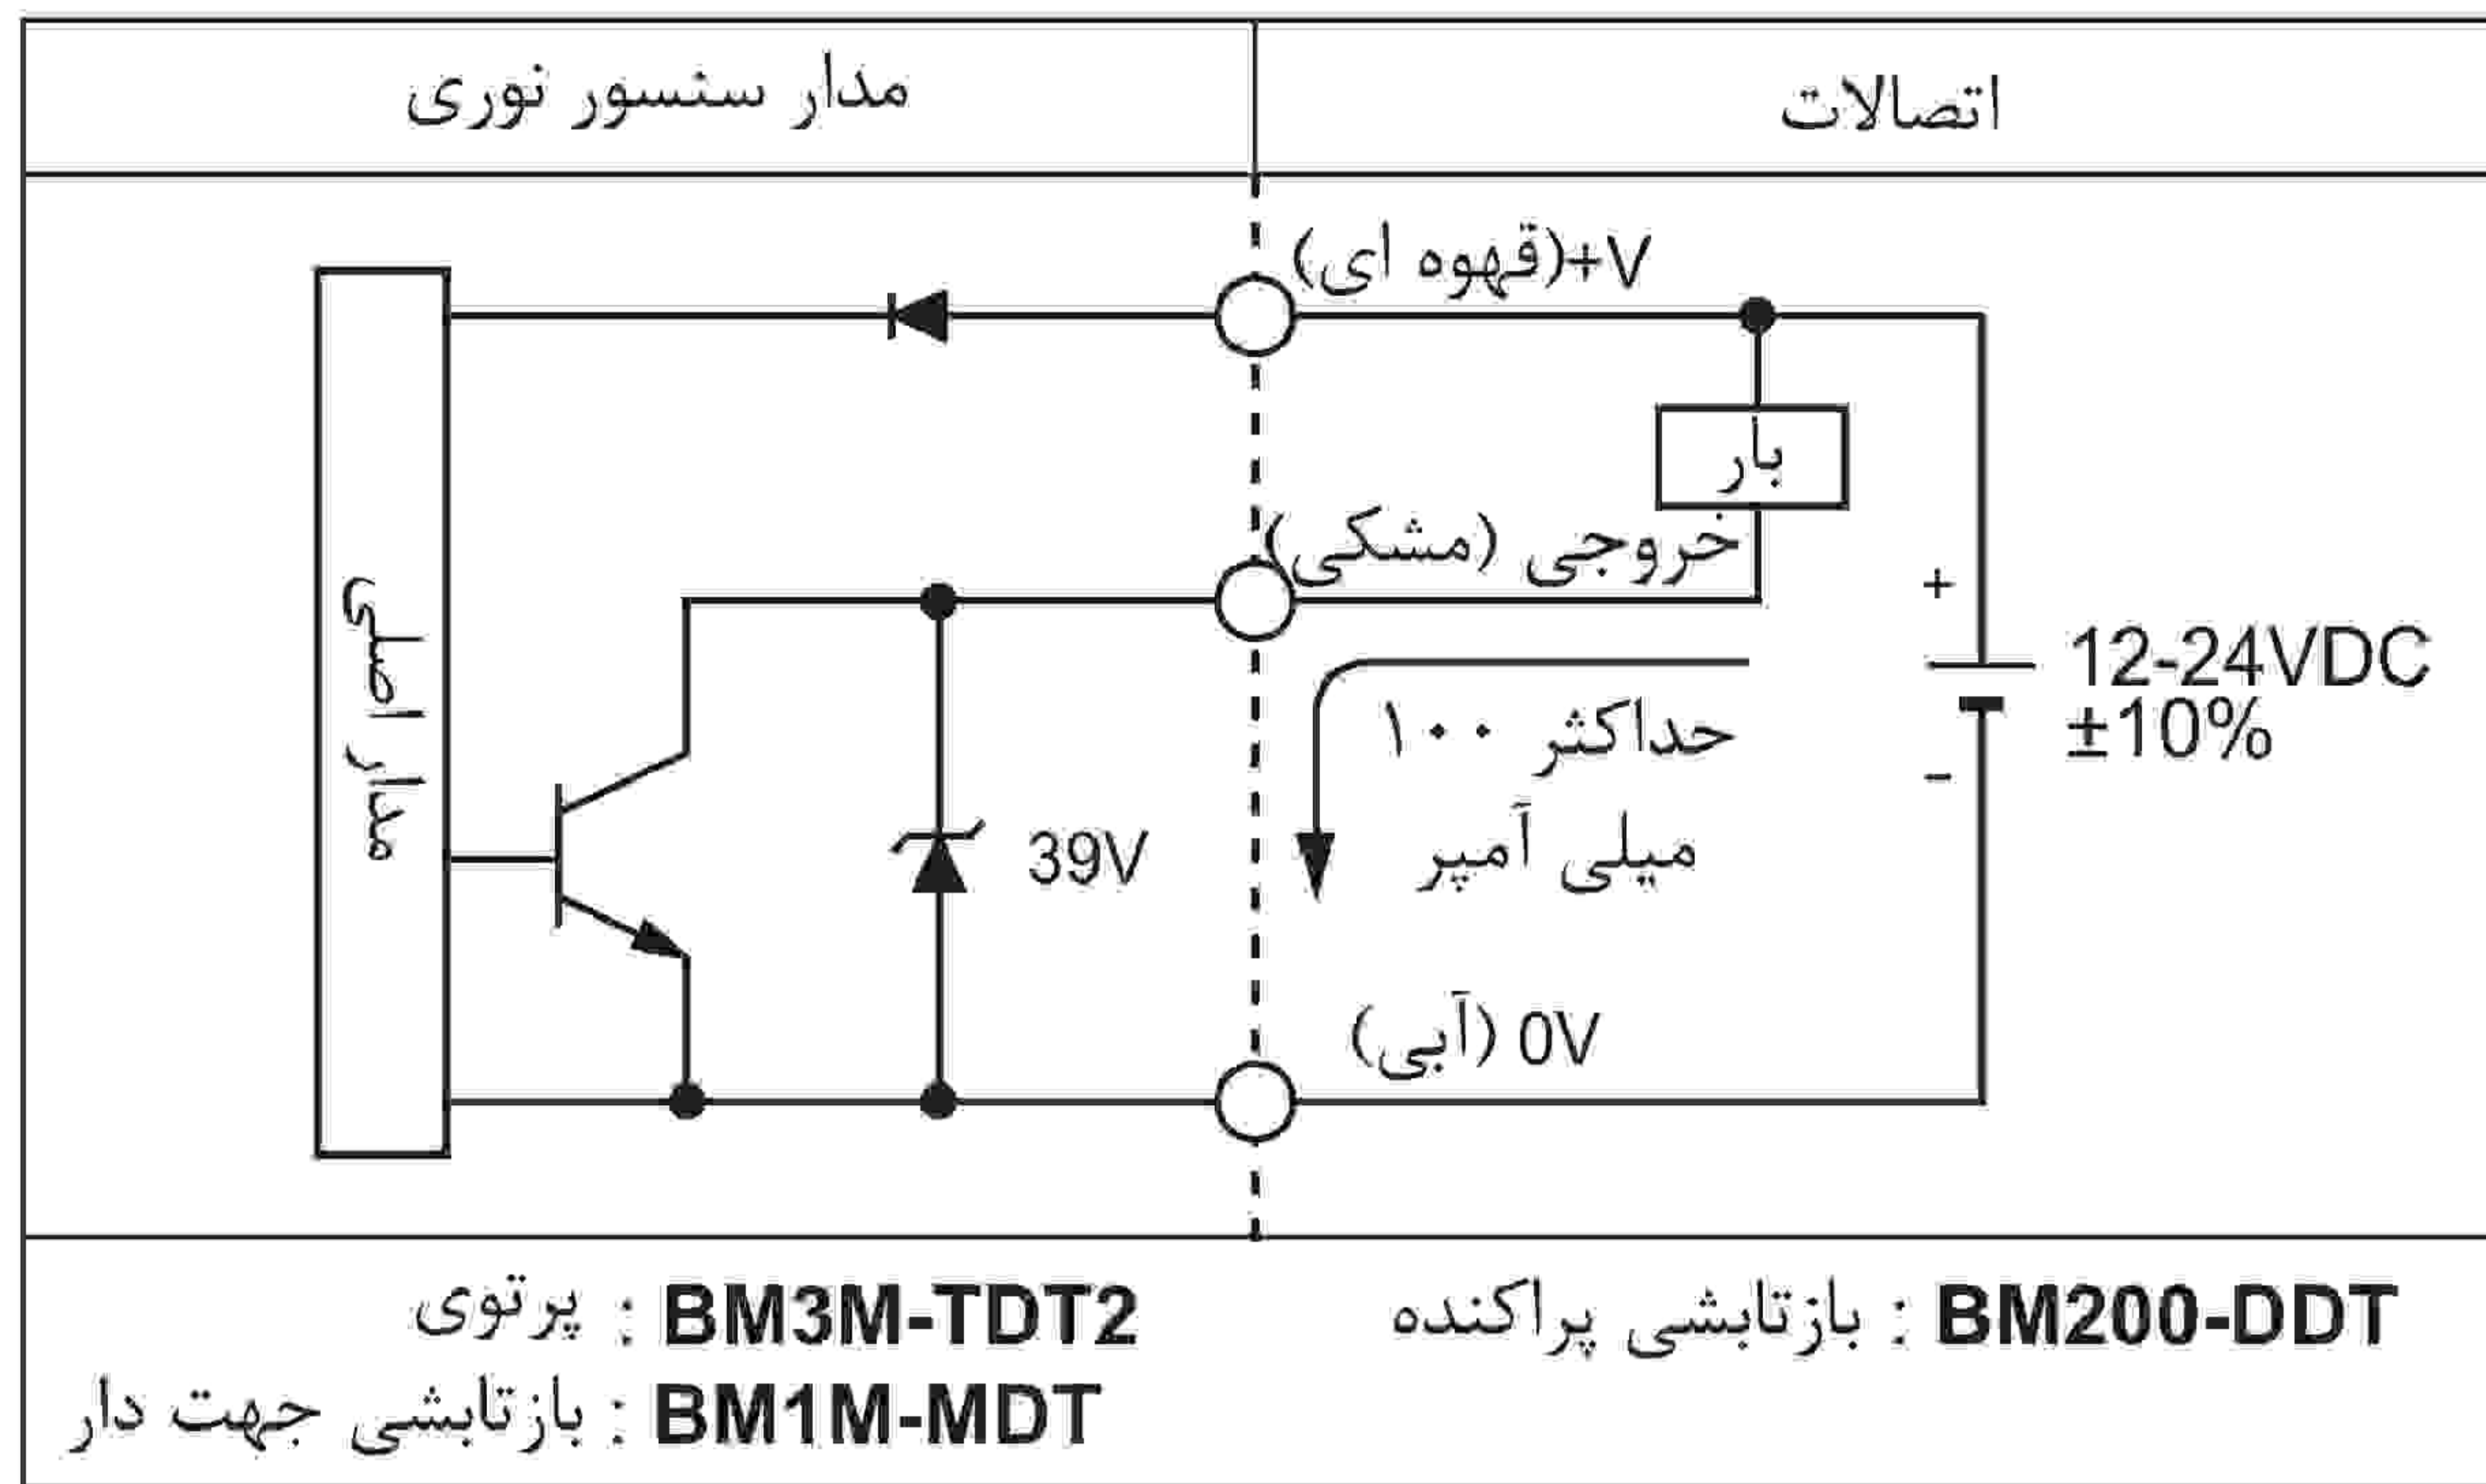 مدار سنسور نوری
اتصالات
+V(قهوه ای)
بار
خروجی (مشکی)
مدار اصلی
+
12-24VDC
±10%
-
حداکثر ۱۰۰
میلی آمپر
39V
0V (آبی)
BM3M-TDT2 : پرتوی
BM1M-MDT : بازتابشی جهت دار
BM200-DDT : بازتابشی پراکنده